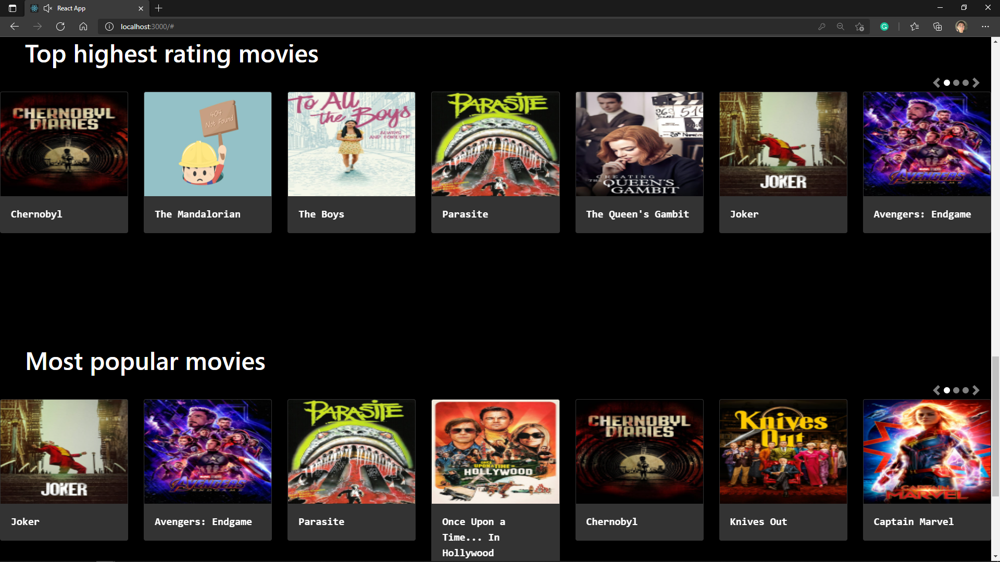 React App
localhost:3000/#
Top highest rating movies
CHERNOBYL
DIARIES
404
Not Found
To All
the Boys
ALWAYS
AND FOREVER
PARASITE
CREATING
THE QUEEN'S
GAMBIT
JOKER
AVENGERS
ENDGAME
Chernobyl
The Mandalorian
The Boys
Parasite
The Queen's Gambit
Joker
Avengers: Endgame
Most popular movies
JOKER
AVENGERS
ENDGAME
PARASITE
ONCE
UPON A TIME IN
HOLLYWOOD
CHERNOBYL
DIARIES
Knives
Out
CAPTAIN
MARVEL
Joker
Avengers: Endgame
Parasite
Once Upon a
Time... In
Hollywood
Chernobyl
Knives Out
Captain Marvel